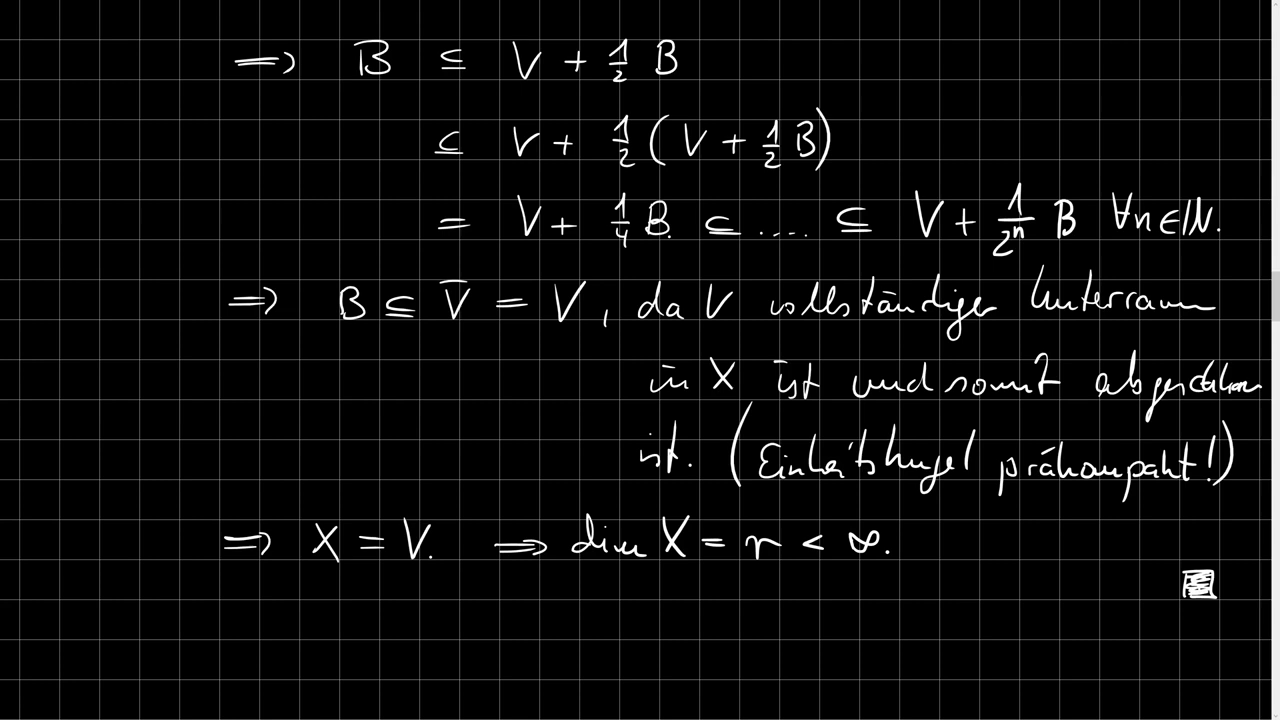 ⟹ B ⊆ V + 1/2 B
⊆ V + 1/2 (V + 1/2 B)
= V + 1/4 B ⊆ .... ⊆ V + 1/2ⁿ B ∀n∈ℕ.
⟹ B ⊆ V̅ = V, da V vollständiger Unterraum
in X ist und somit abgeschlossen
ist. (Einheitskugel präkompakt!)
⟹ X = V. ⟹ dim X = n < ∞.